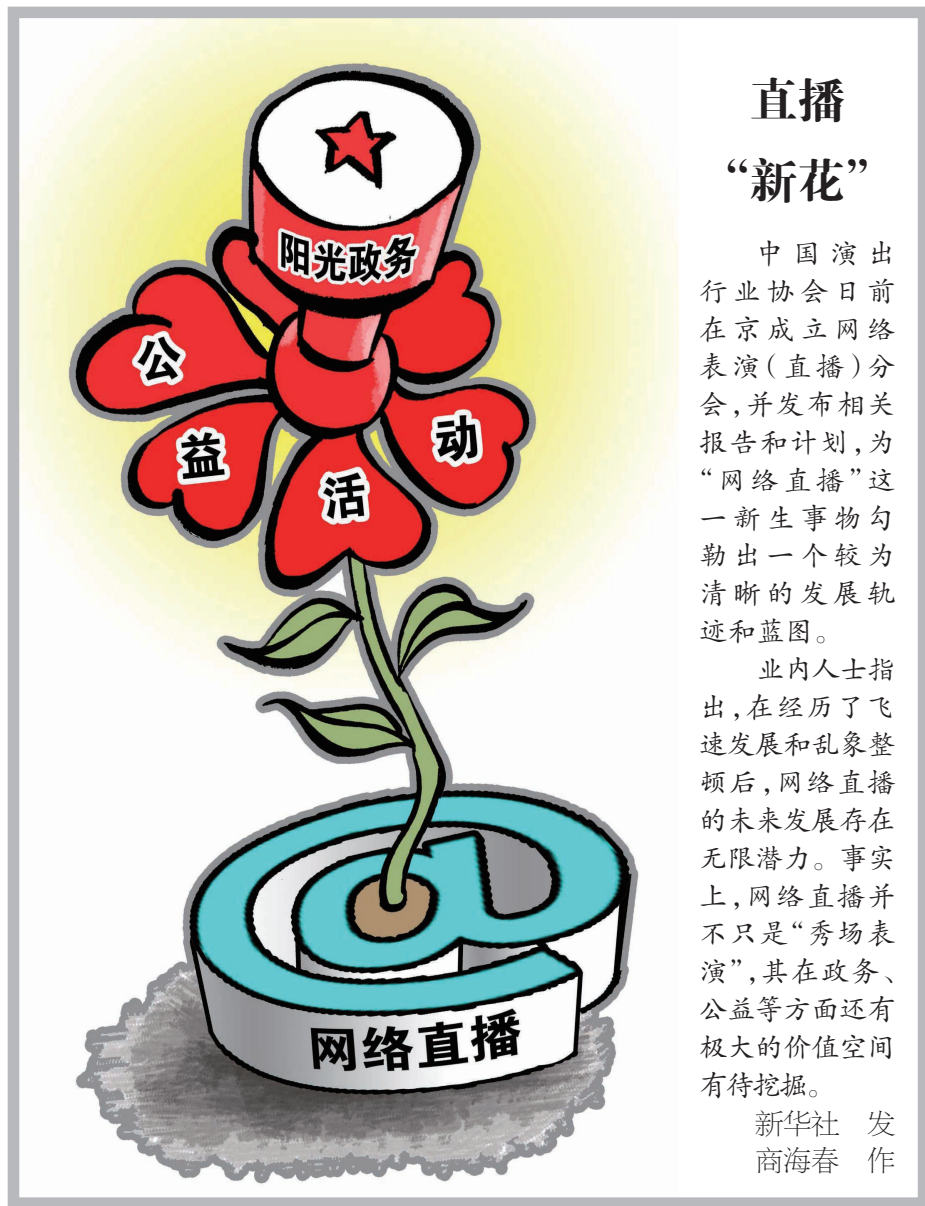 阳光政务
公
益
活
动
网络直播
直播
“新花”
中国演出
行业协会日前
在京成立网络
表演(直播)分
会,并发布相关
报告和计划,为
“网络直播”这
一新生事物勾
勒出一个较为
清晰的发展轨
迹和蓝图。
业内人士指
出,在经历了飞
速发展和乱象整
顿后,网络直播
的未来发展存在
无限潜力。事实
上,网络直播并
不只是“秀场表
演”,其在政务、
公益等方面还有
极大的价值空间
有待挖掘。
新华社 发
商海春 作